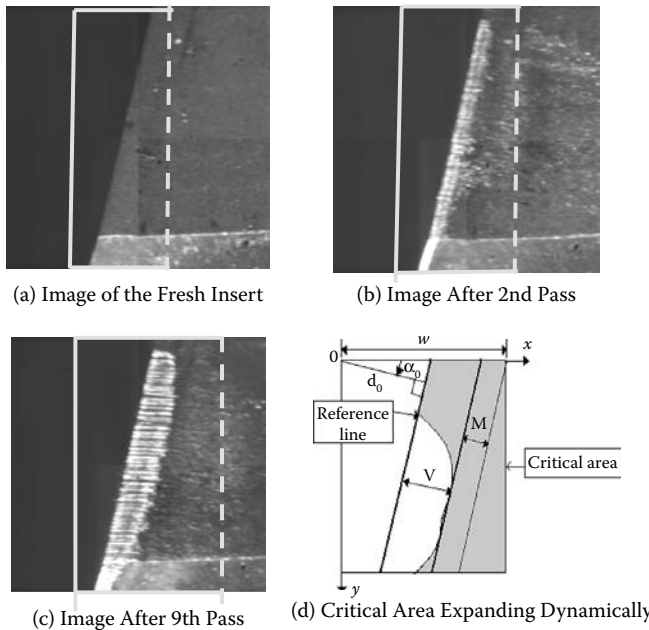 (a) Image of the Fresh Insert
(b) Image After 2nd Pass
(c) Image After 9th Pass
w
0
x
α₀
d₀
Reference
line
M
V
Critical area
y
(d) Critical Area Expanding Dynamically